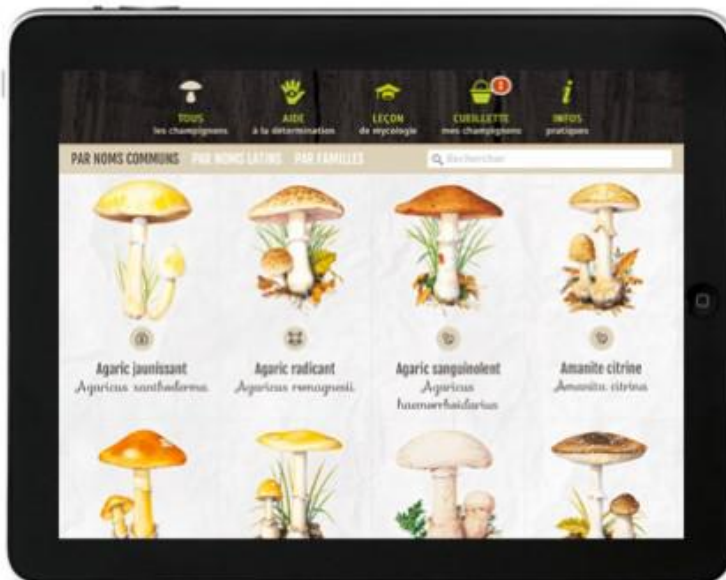 TOUS
les champignons
AIDE
à la détermination
LEÇON
de mycologie
CUEILLETTE
mes champignons
INFOS
pratiques
PAR NOMS COMMUNS PAR NOMS LATINS PAR FAMILLES Rechercher
Agaric jaunissant
Agaricus xanthoderma
Agaric radicant
Agaricus romagnesii
Agaric sanguinolent
Agaricus
haemorrhoidarius
Amanite citrine
Amanita citrina